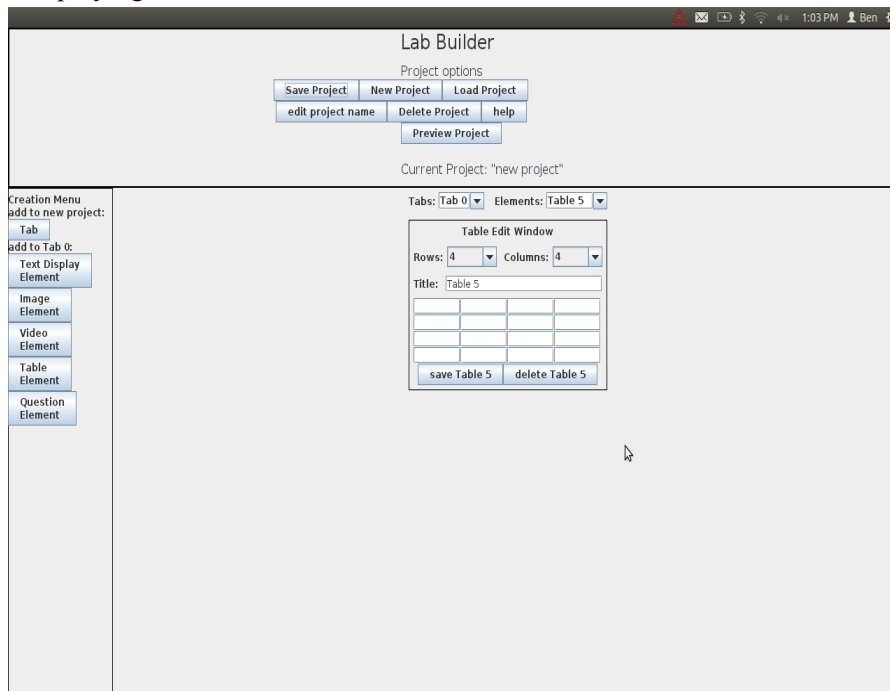 1:03 PM Ben
Lab Builder
Project options
Save Project New Project Load Project
edit project name Delete Project help
Preview Project
Current Project: "new project"
Creation Menu
add to new project:
Tab
add to Tab 0:
Text Display
Element
Image
Element
Video
Element
Table
Element
Question
Element
Tabs: Tab 0 Elements: Table 5
Table Edit Window
Rows: 4 Columns: 4
Title: Table 5
save Table 5 delete Table 5